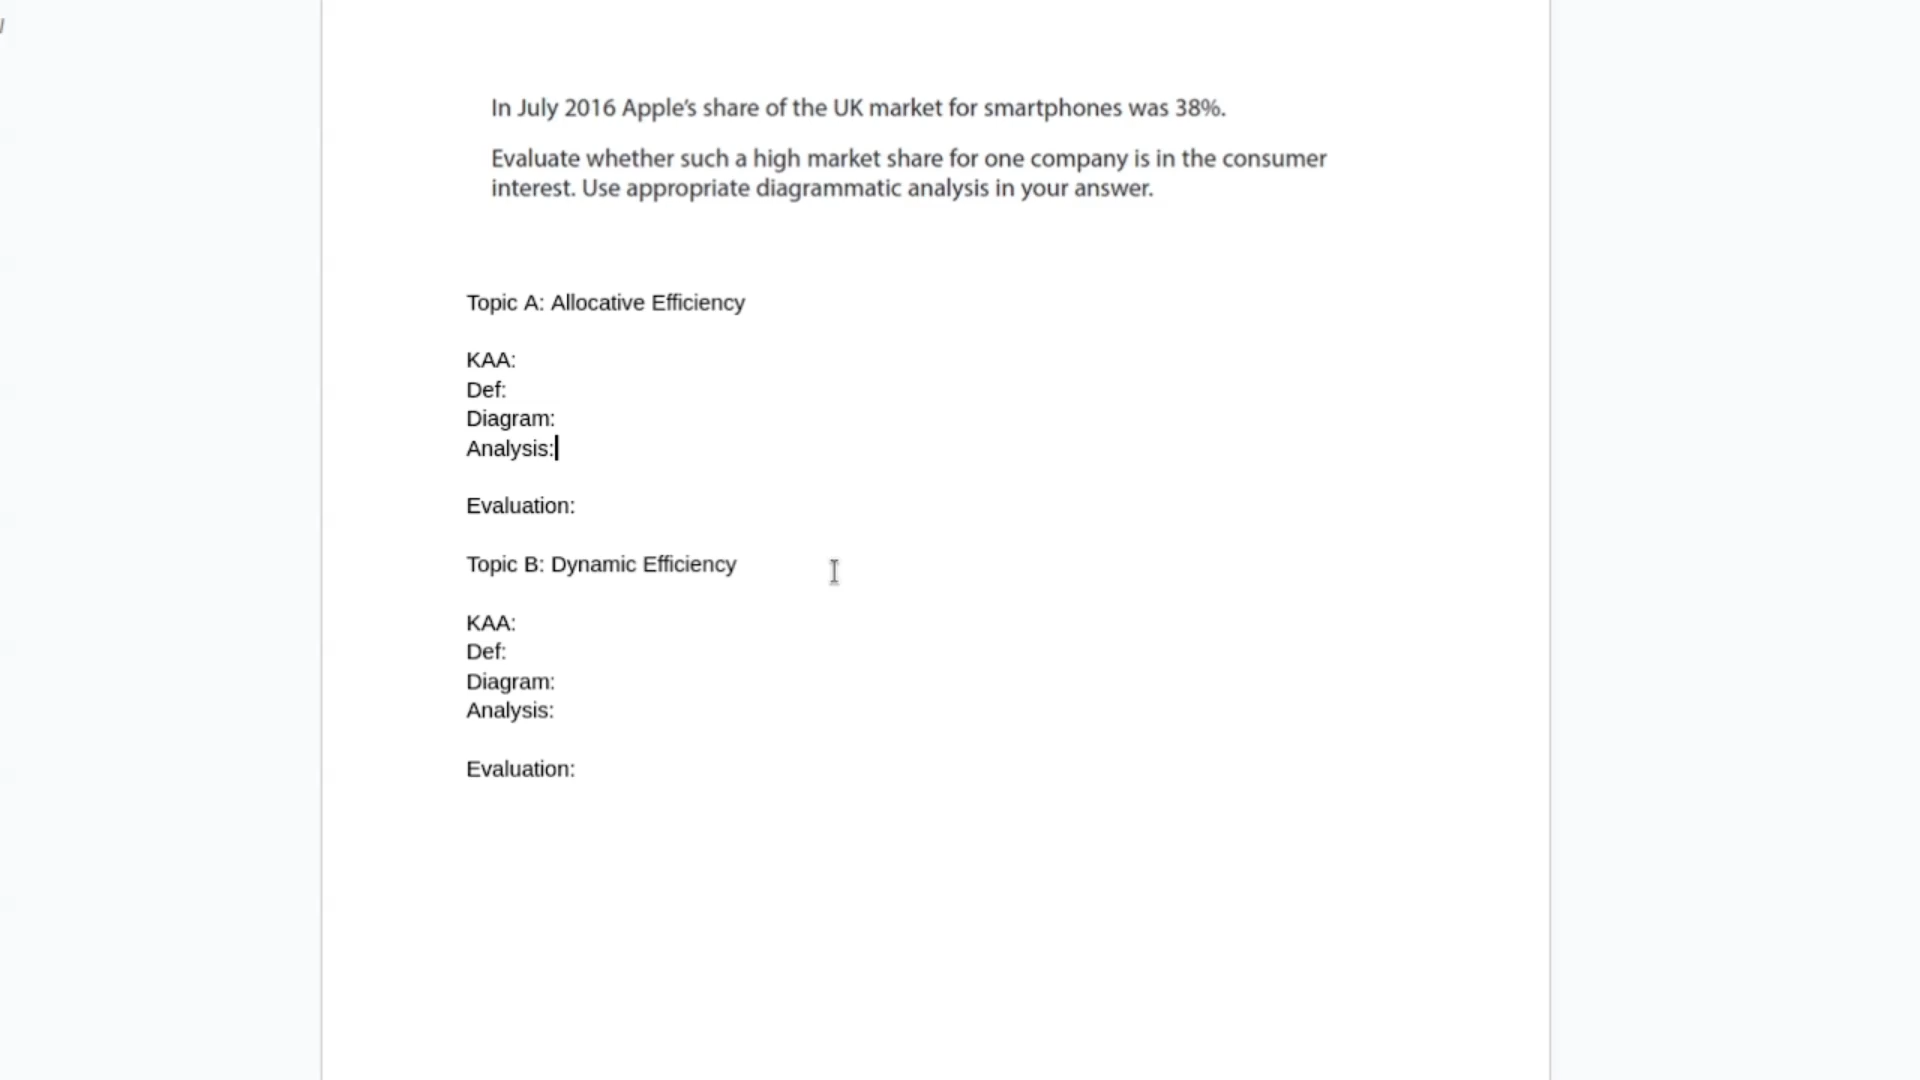 In July 2016 Apple's share of the UK market for smartphones was 38%.
Evaluate whether such a high market share for one company is in the consumer
interest. Use appropriate diagrammatic analysis in your answer.
Topic A: Allocative Efficiency
KAA:
Def:
Diagram:
Analysis:
Evaluation:
Topic B: Dynamic Efficiency
KAA:
Def:
Diagram:
Analysis:
Evaluation: